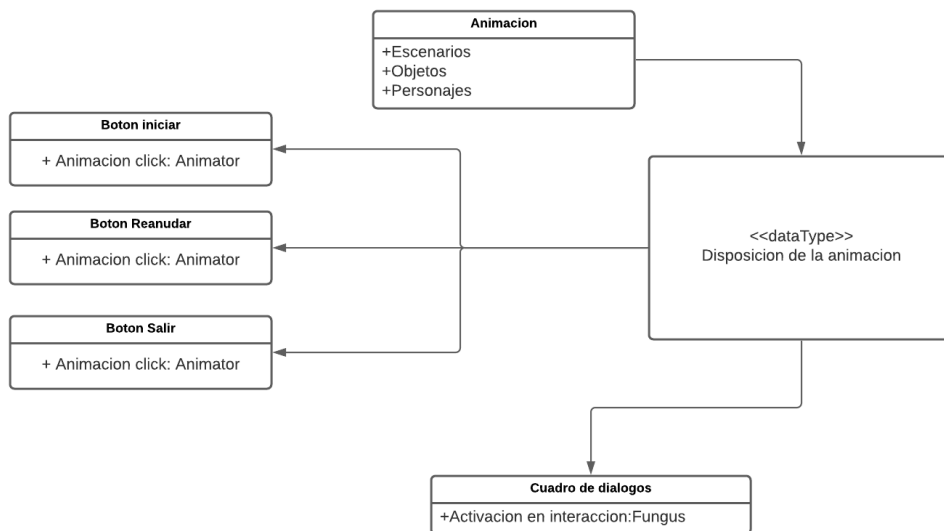 Animacion
+Escenarios
+Objetos
+Personajes
Boton iniciar
+ Animacion click: Animator
Boton Reanudar
+ Animacion click: Animator
Boton Salir
+ Animacion click: Animator
<<dataType>>
Disposicion de la animacion
Cuadro de dialogos
+Activacion en interaccion:Fungus